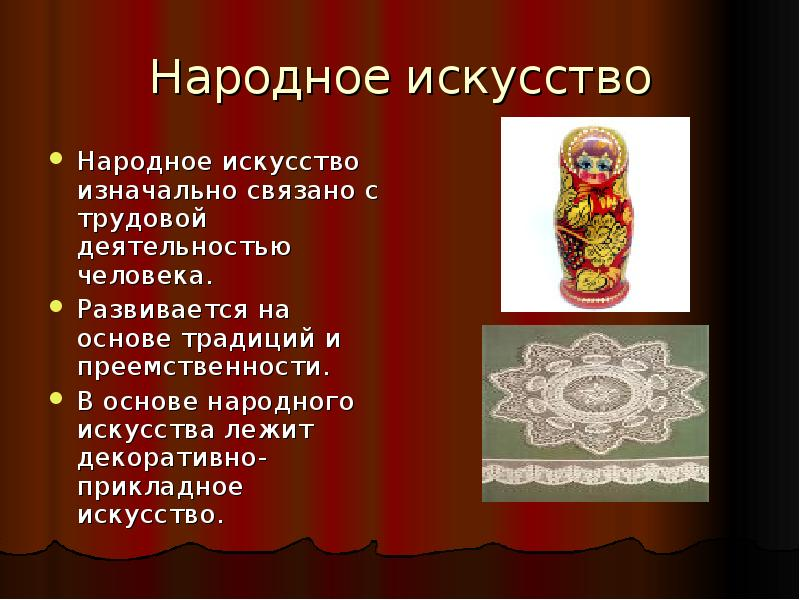 Народное искусство
Народное искусство
изначально связано с
трудовой
деятельностью
человека.
Развивается на
основе традиций и
преемственности.
В основе народного
искусства лежит
декоративно-
прикладное
искусство.